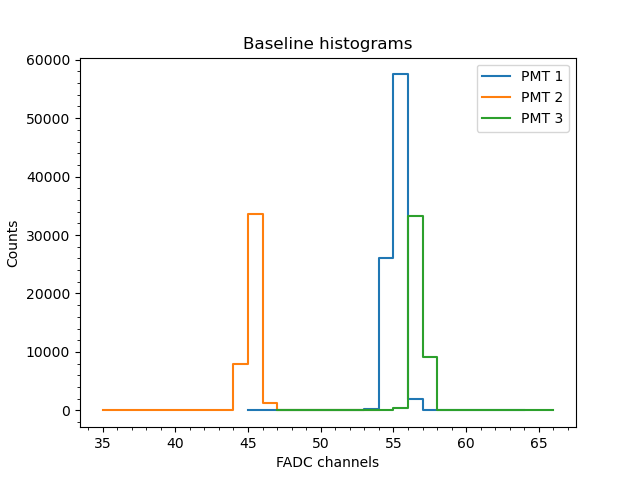 Baseline histograms
PMT 1
PMT 2
PMT 3
60000
50000
40000
30000
20000
10000
0
Counts
35 40 45 50 55 60 65
FADC channels